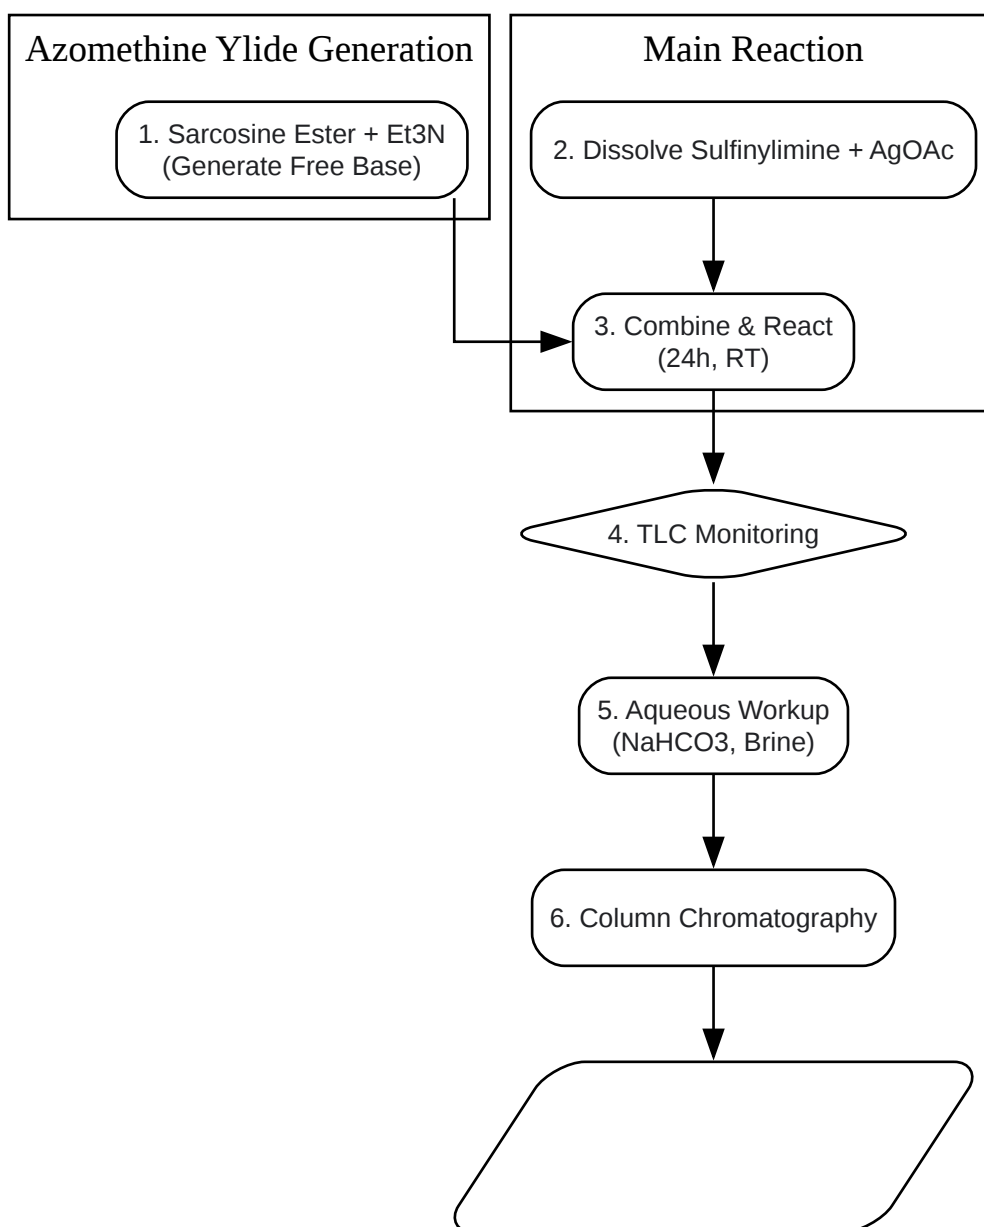 Azomethine Ylide Generation
1. Sarcosine Ester + Et3N
(Generate Free Base)
Main Reaction
2. Dissolve Sulfinylimine + AgOAc
3. Combine & React
(24h, RT)
4. TLC Monitoring
5. Aqueous Workup
(NaHCO3, Brine)
6. Column Chromatography